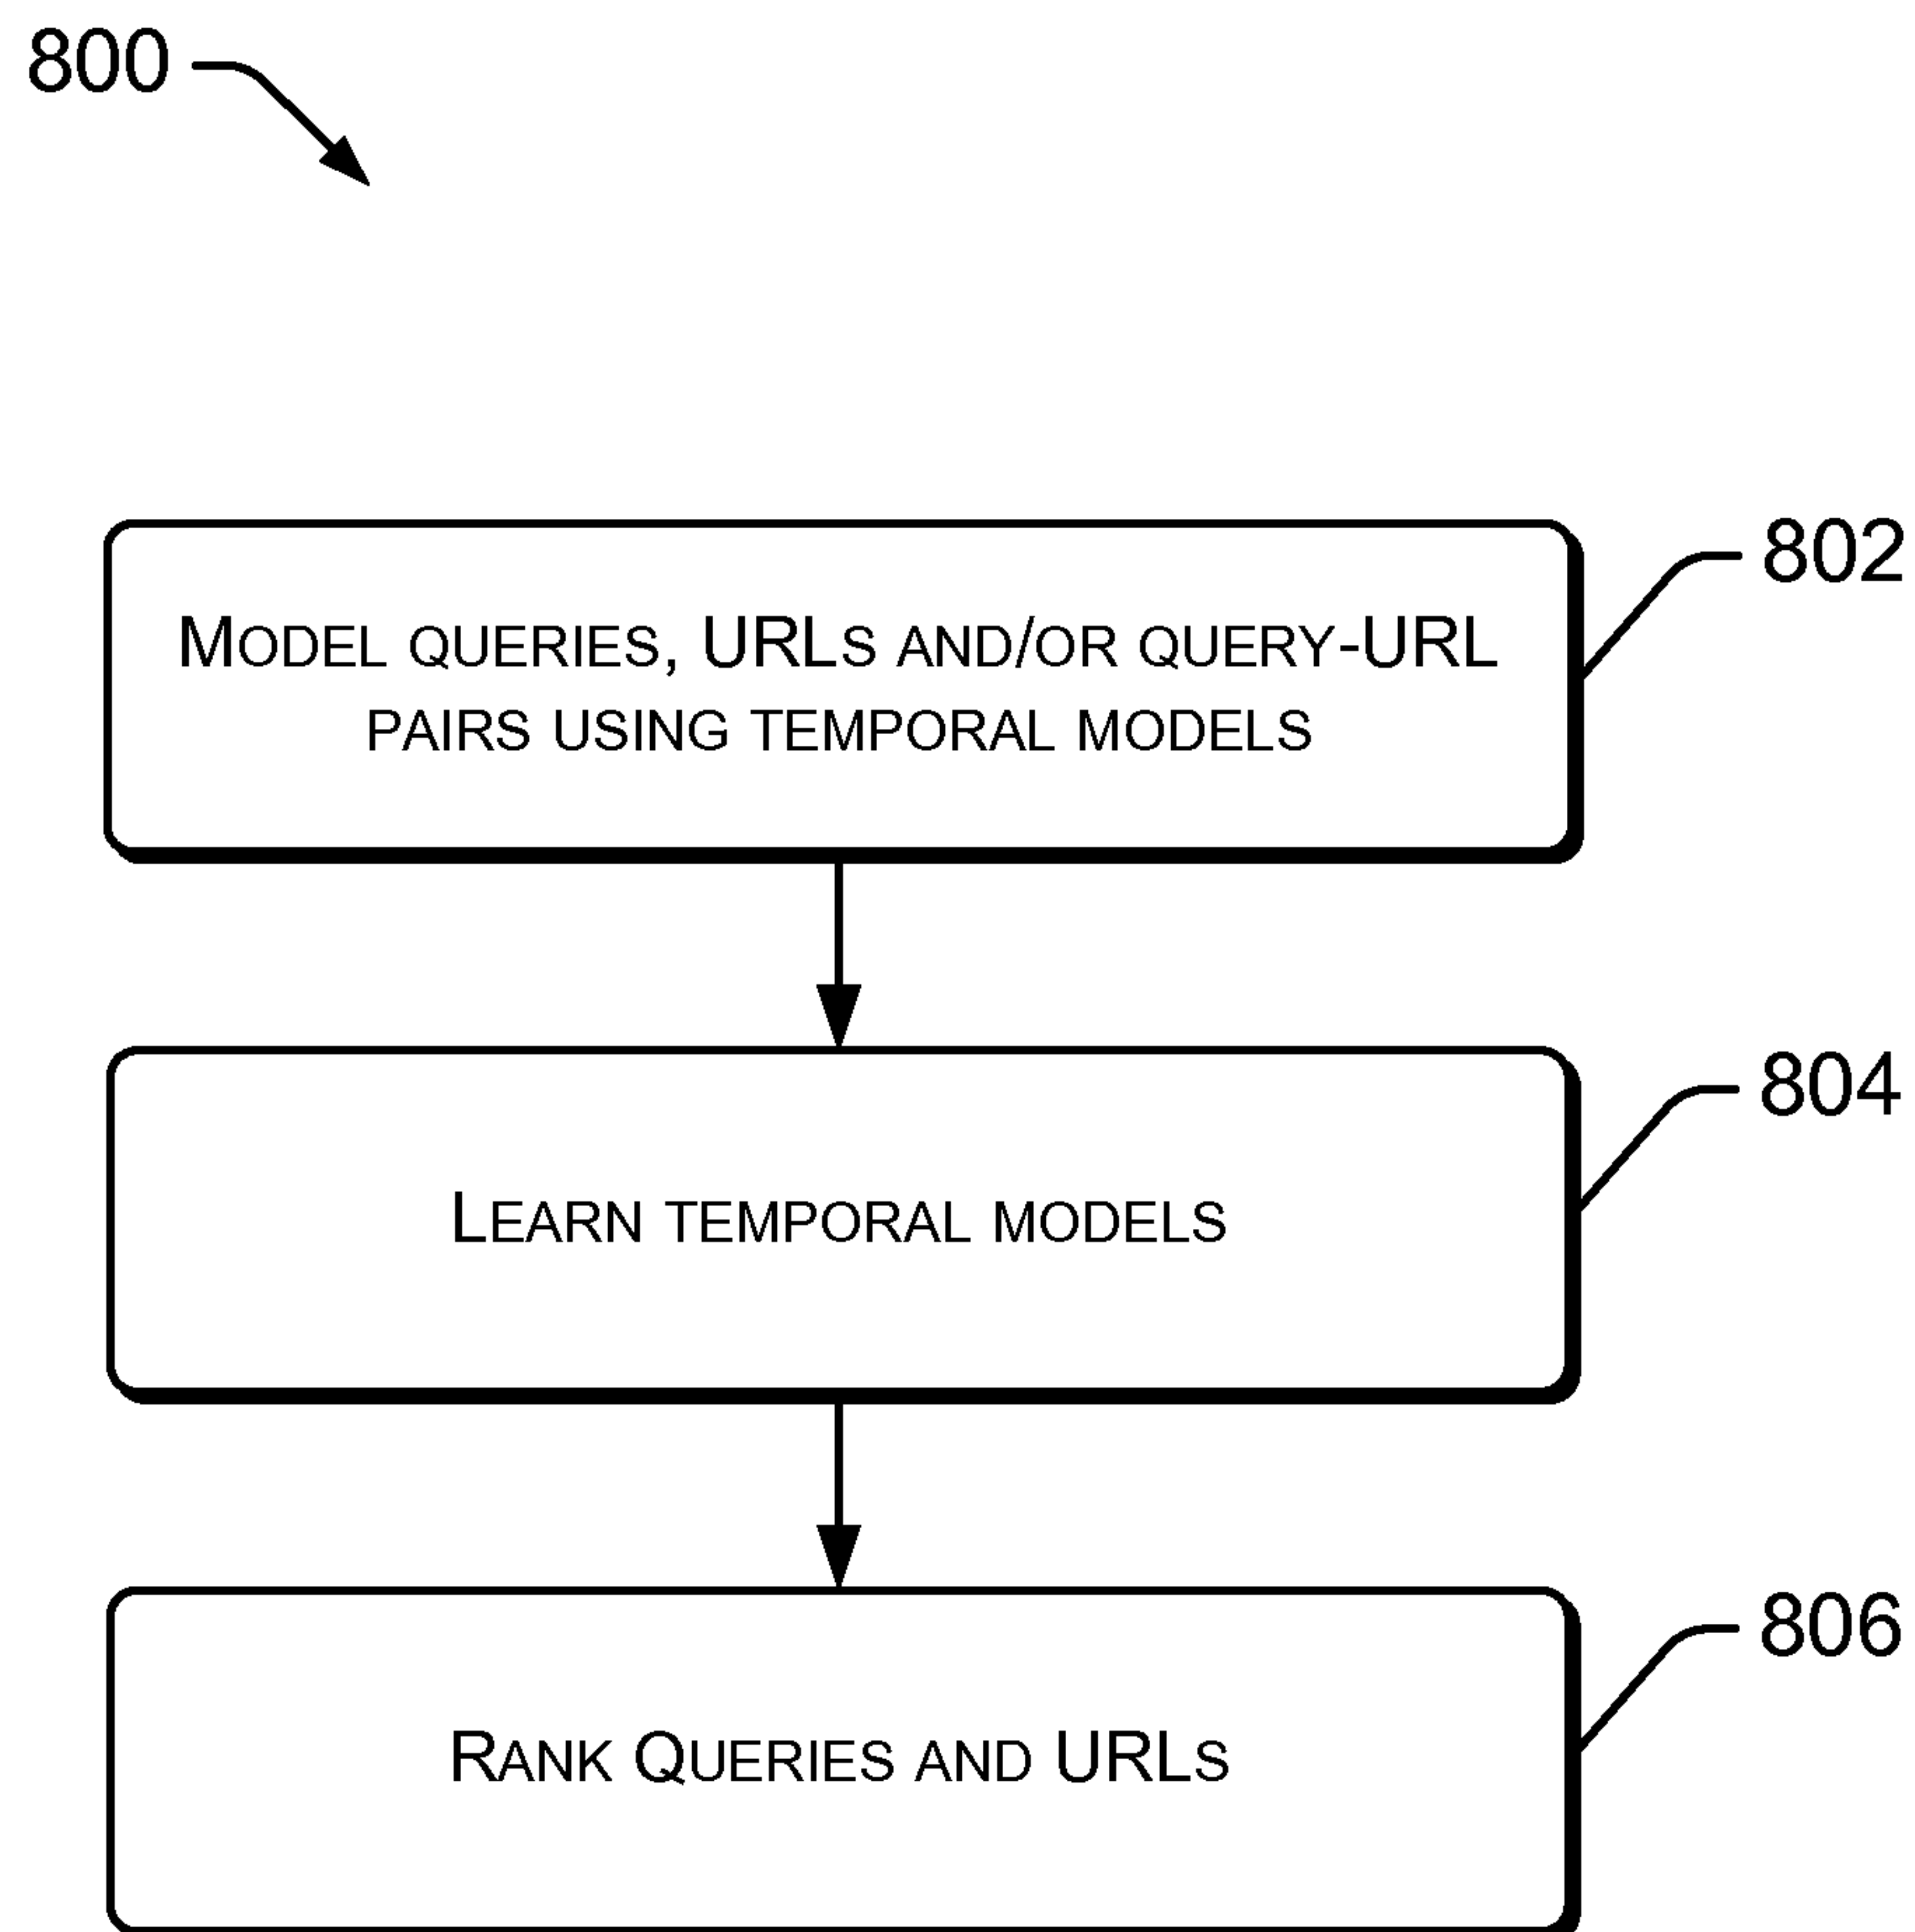 800
802
Model queries, URLs and/or query-URL
pairs using temporal models
804
Learn temporal models
806
Rank Queries and URLs